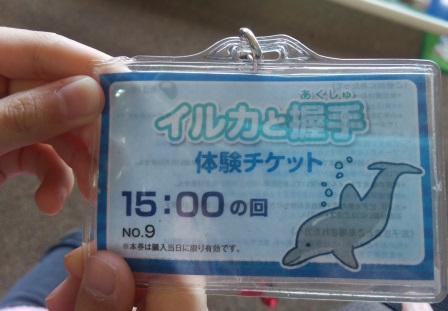 あくしゅ
イルカと握手
体験チケット
15:00の回
NO.9
※本券は購入当日に限り有効です。